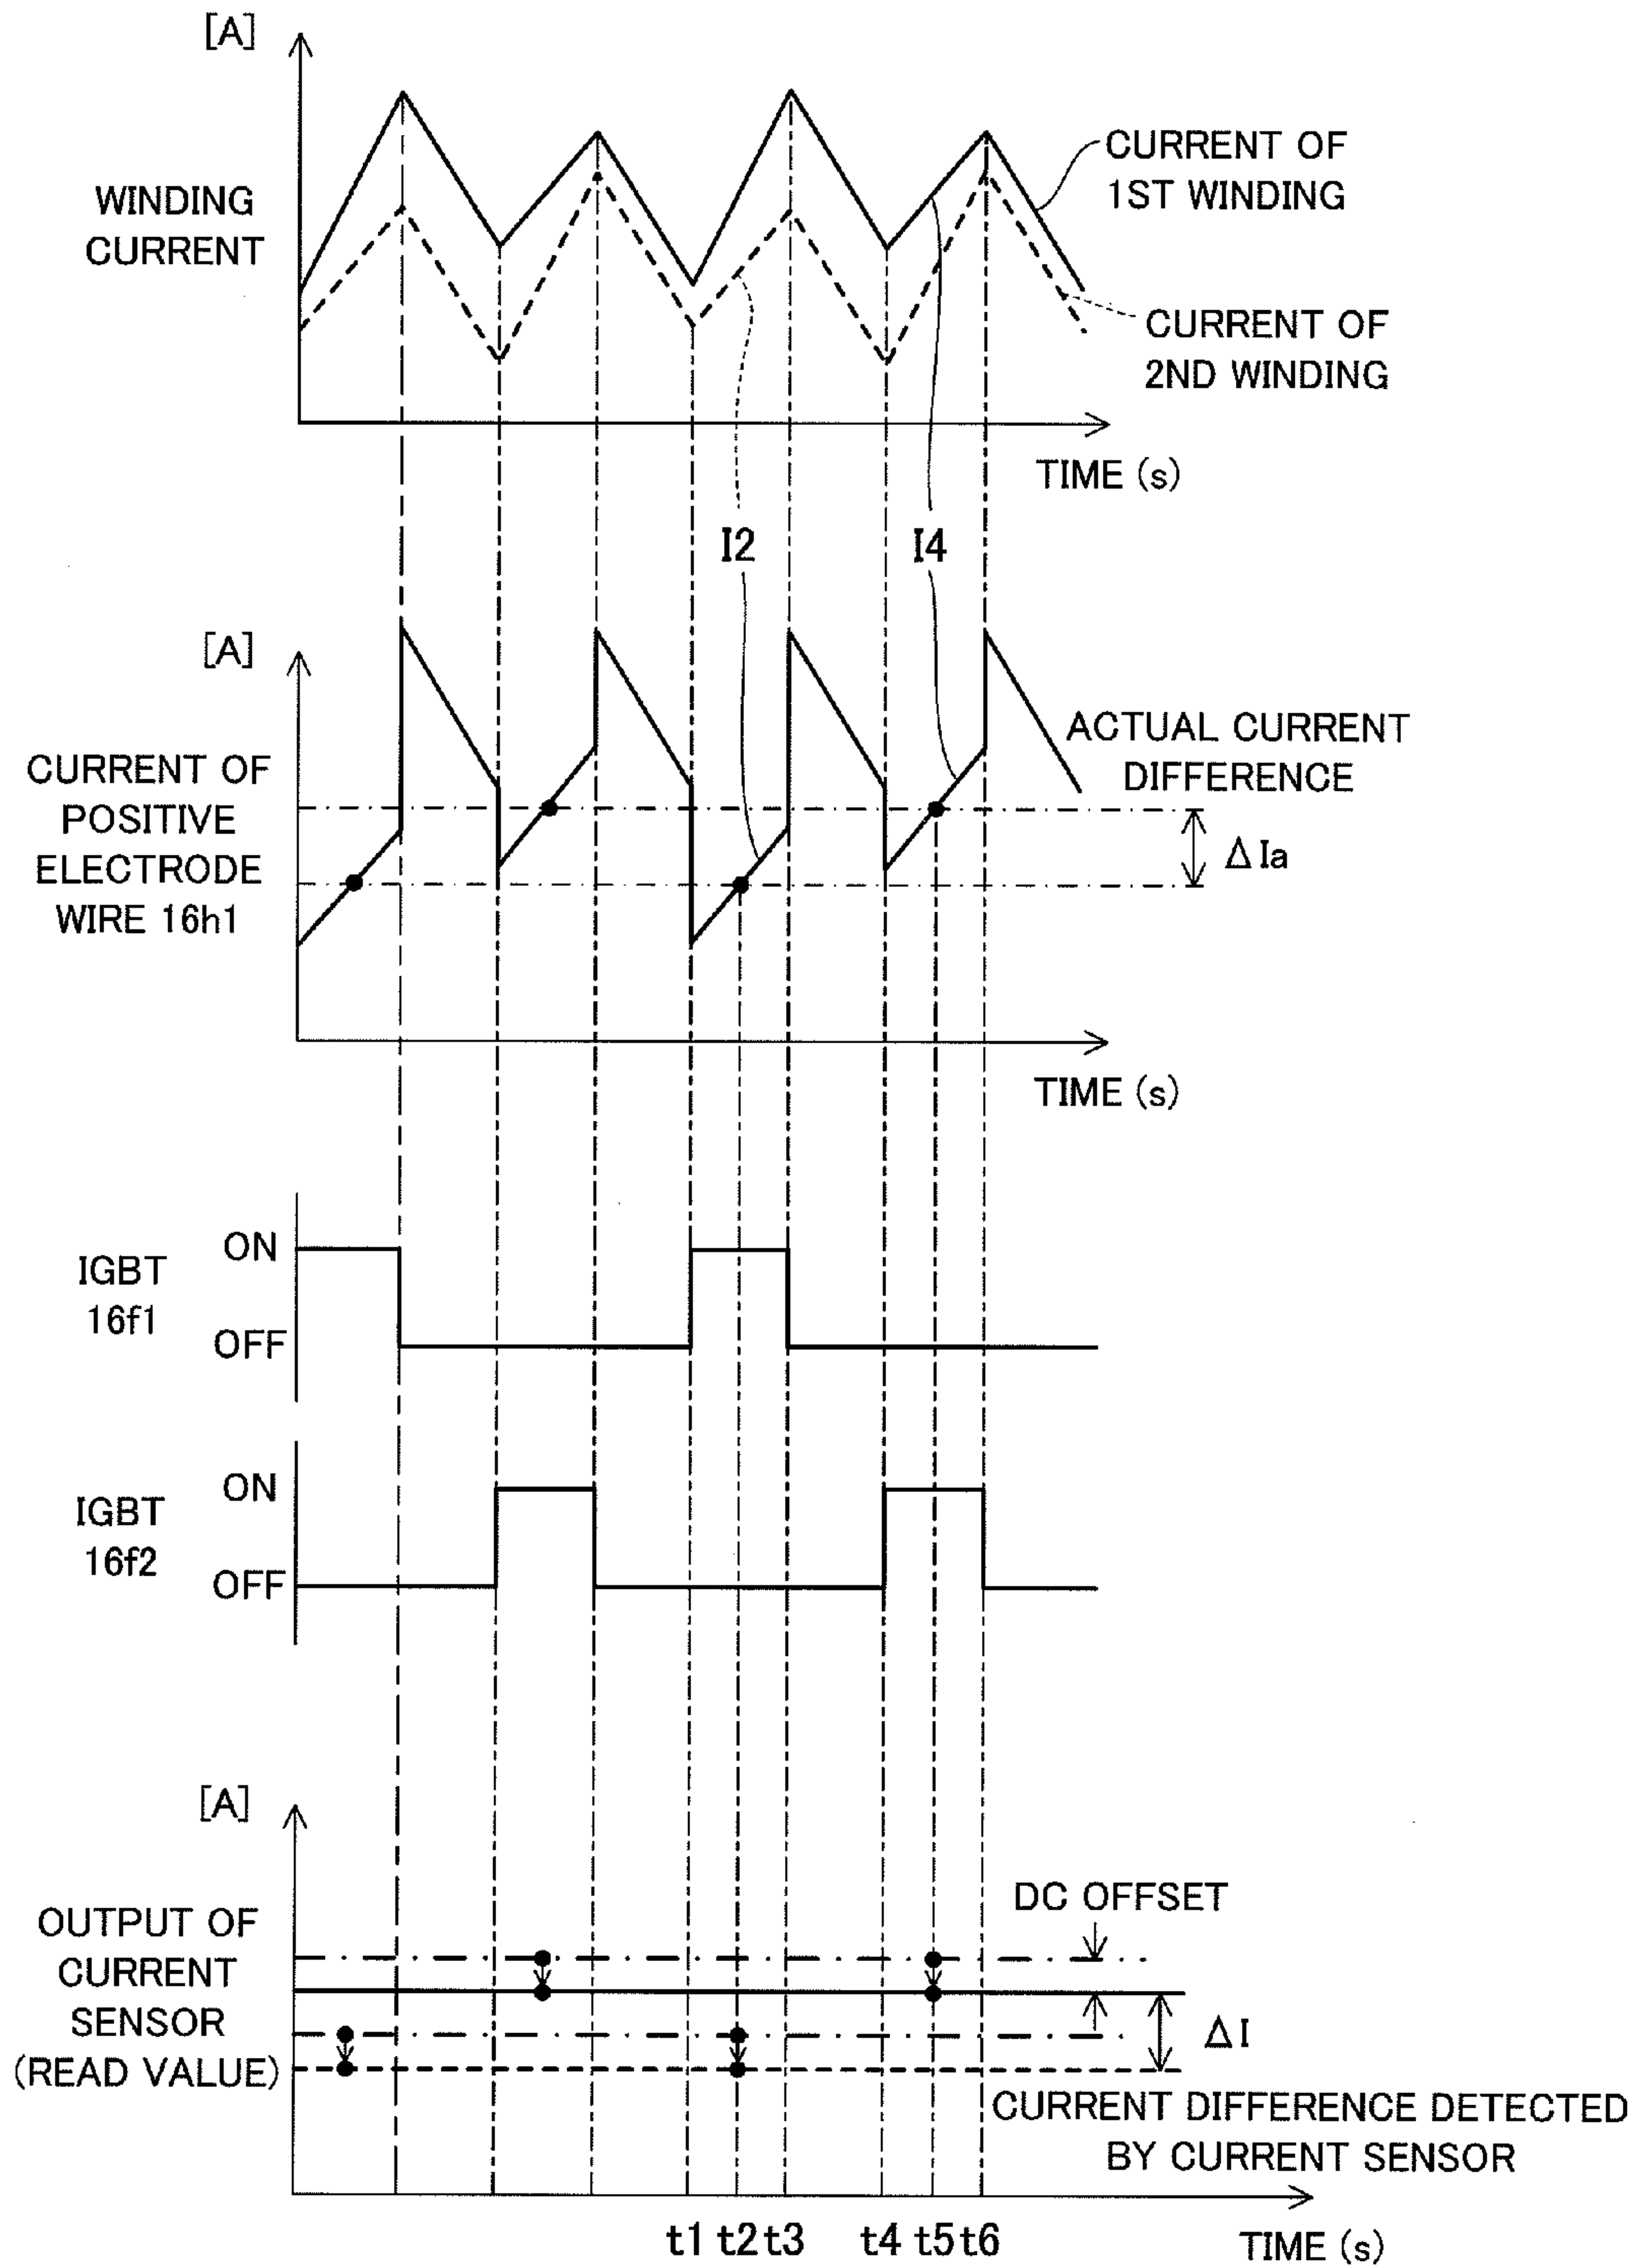 [A]
WINDING
CURRENT
CURRENT OF
1ST WINDING
CURRENT OF
2ND WINDING
TIME (s)
I2
I4
[A]
CURRENT OF
POSITIVE
ELECTRODE
WIRE 16h1
ACTUAL CURRENT
DIFFERENCE
ΔIa
TIME (s)
IGBT
16f1
ON
OFF
IGBT
16f2
ON
OFF
[A]
OUTPUT OF
CURRENT
SENSOR
(READ VALUE)
DC OFFSET
ΔI
CURRENT DIFFERENCE DETECTED
BY CURRENT SENSOR
t1 t2 t3 t4 t5 t6
TIME (s)